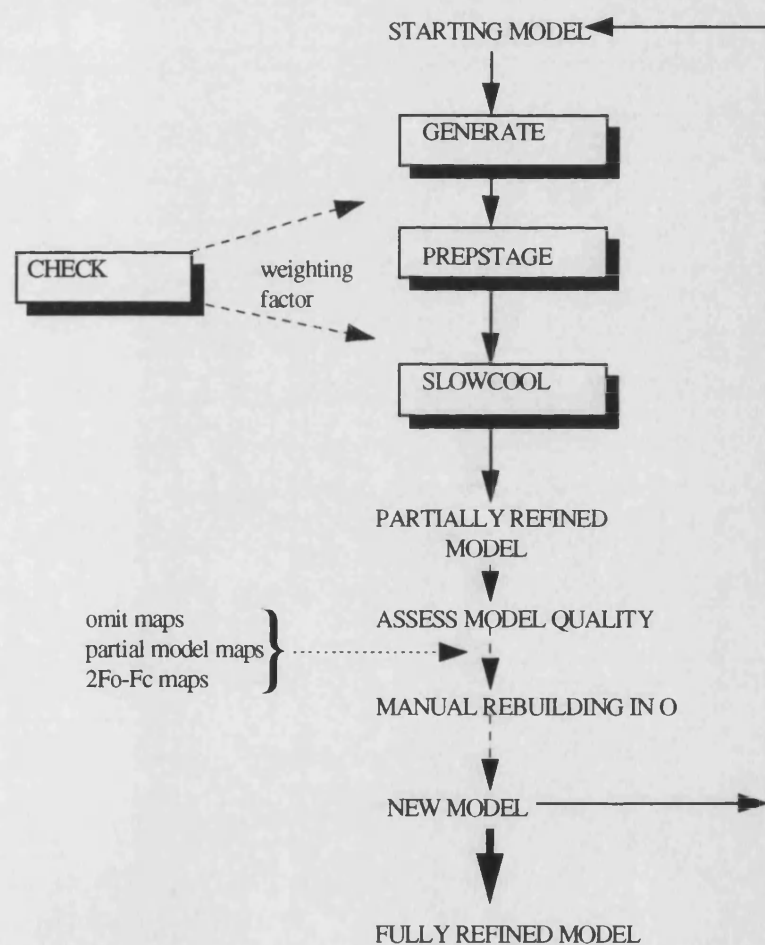 STARTING MODEL
GENERATE
PREPSTAGE
CHECK
weighting
factor
SLOWCOOL
PARTIALLY REFINED
MODEL
ASSESS MODEL QUALITY
omit maps
partial model maps
2Fo-Fc maps
MANUAL REBUILDING IN O
NEW MODEL
FULLY REFINED MODEL